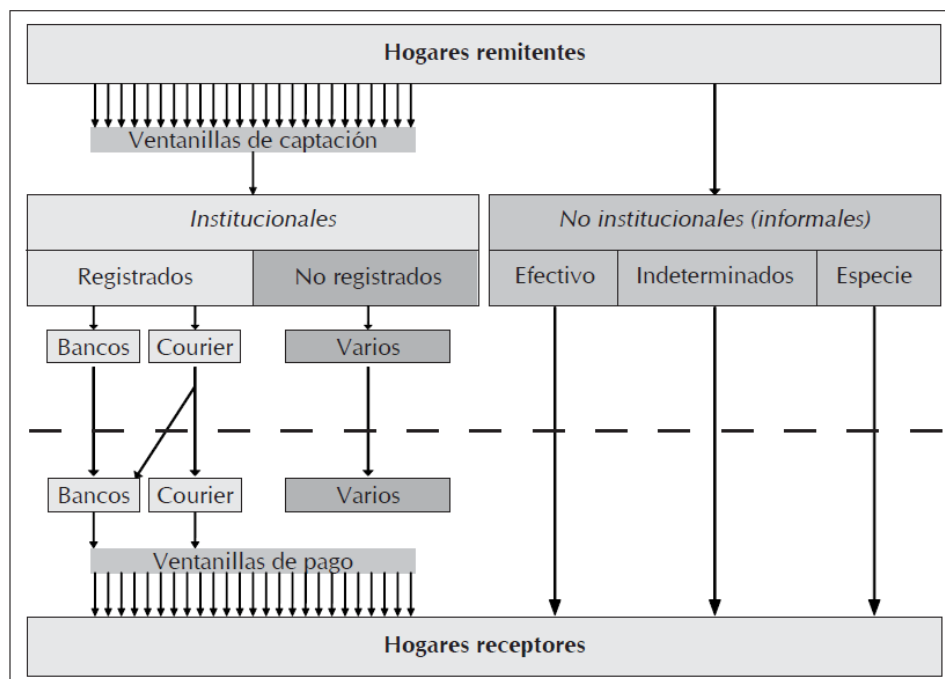 Hogares remitentes
Ventanillas de captación
Institucionales
No institucionales (informales)
Registrados
No registrados
Efectivo
Indeterminados
Especie
Bancos
Courier
Varios
Bancos
Courier
Varios
Ventanillas de pago
Hogares receptores